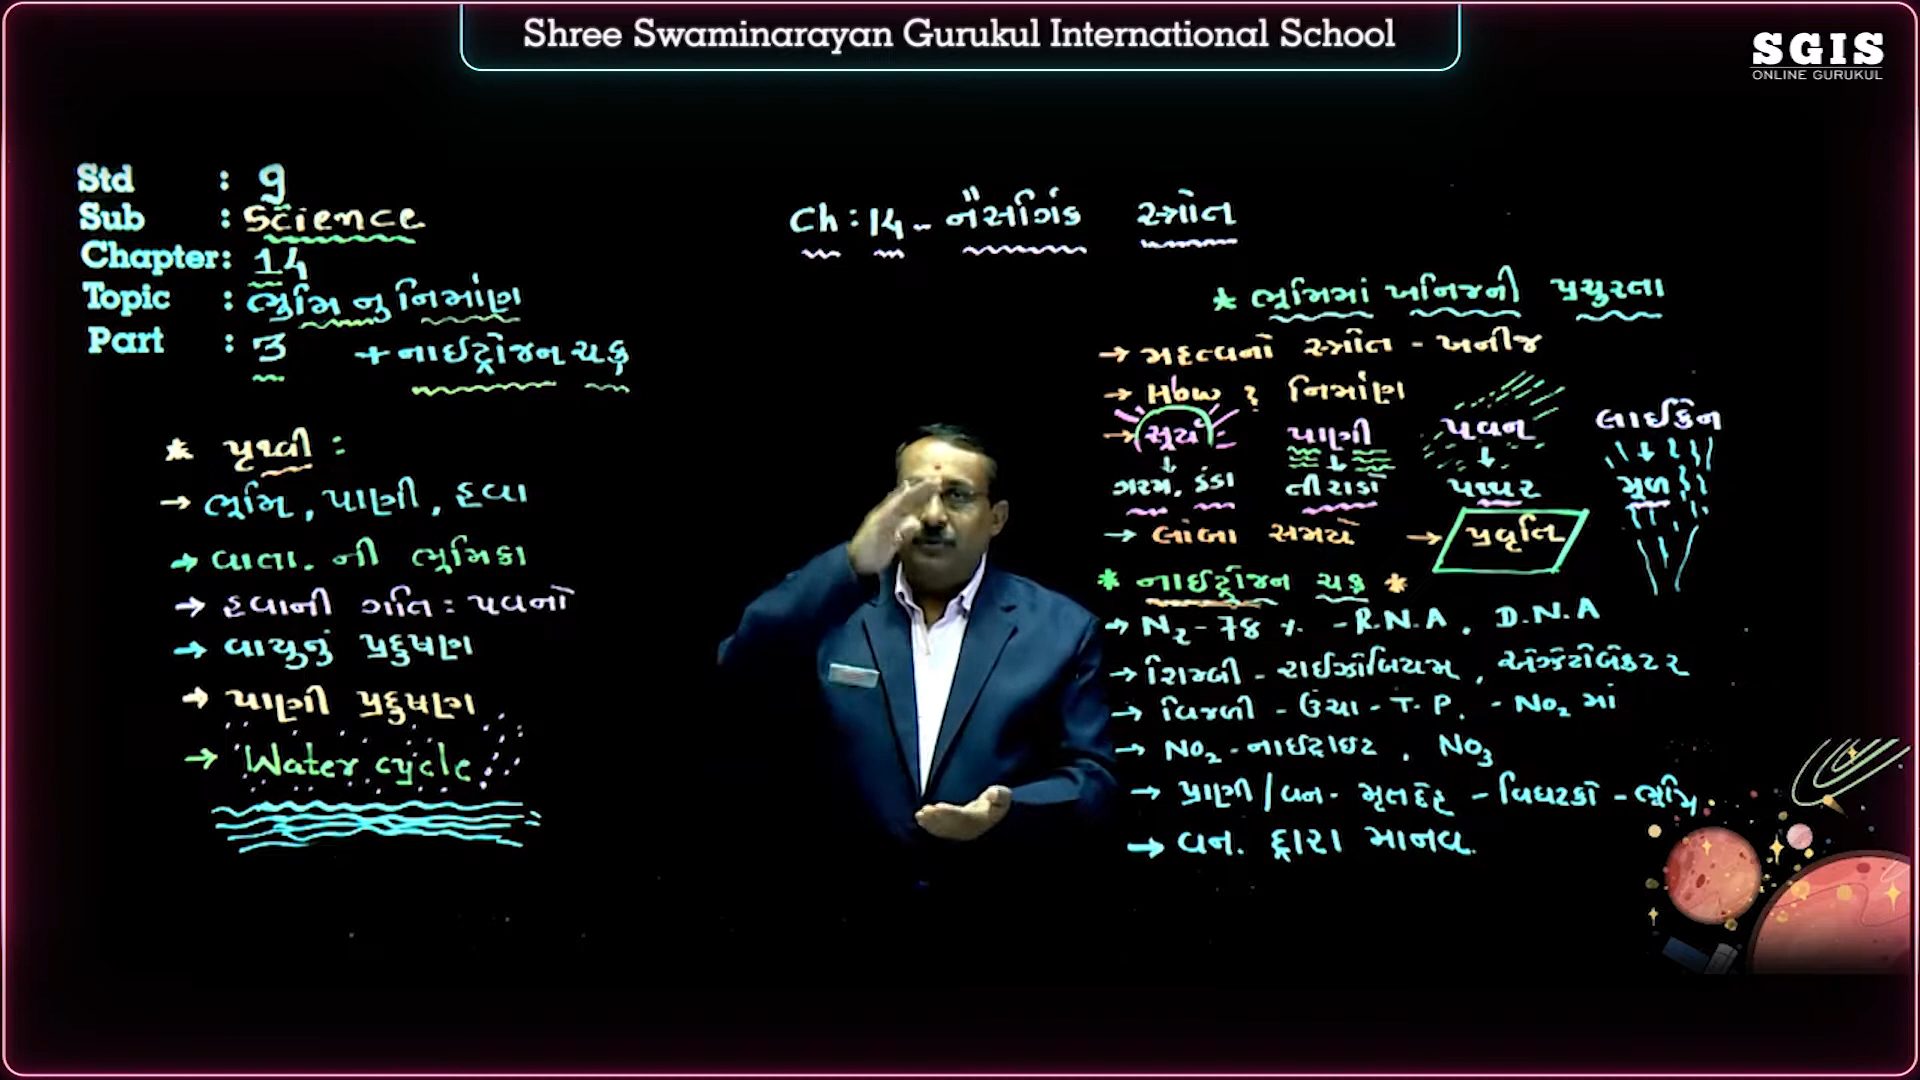 Shree Swaminarayan Gurukul International School
SGIS
ONLINE GURUKUL
Std : 9
Sub : Science
Chapter: 14
Topic : ભુમિ નુ નિર્માણ
Part : 3 + નાઈટ્રોજન ચક્ર
* પૃથ્વી :
→ ભૂમિ, પાણી, હવા
→ વાતા. ની ભૂમિકા
→ હવાની ગતિ : પવનો
→ વાયુનું પ્રદુષણ
→ પાણી પ્રદુષણ
→ Water cycle
Ch : 14 - નૈસર્ગિક સ્ત્રોત
* ભૂમિમાં ખનિજની પ્રચુરતા
→ મહત્વનો સ્ત્રોત - ખનીજ
→ How ? નિર્માણ
→ સૂર્ય પાણી પવન લાઈકેન
↓ ↓ ↓ ↓
ગરમ, ઠંડા તીરાડો પથ્થર મૂળ
→ લાંબા સમયે → પ્રવૃતિ
* નાઈટ્રોજન ચક્ર *
→ N₂ - 78 %. - R.N.A, D.N.A
→ શિમ્બી - રાઈઝોબિયમ, એઝેટોબેક્ટર
→ વિજળી - ઉંચા - T. P. - NO₂ માં
→ NO₂ - નાઈટ્રાઇટ, NO₃
→ પ્રાણી / વન - મૃતદેહ - વિઘટકો - ભૂમિ
→ વન. દ્વારા માનવ.